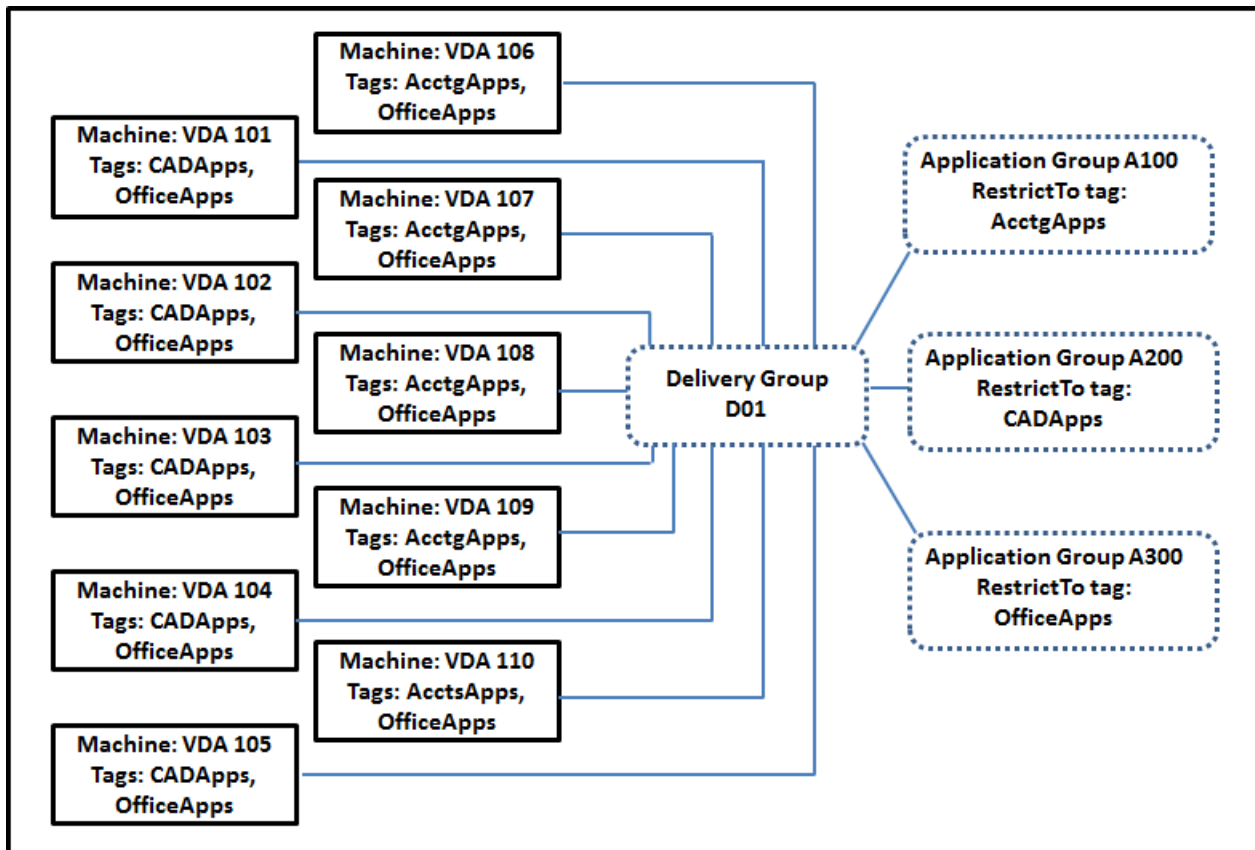 Machine: VDA 106
Tags: AcctgApps,
OfficeApps
Machine: VDA 101
Tags: CADApps,
OfficeApps
Machine: VDA 107
Tags: AcctgApps,
OfficeApps
Machine: VDA 102
Tags: CADApps,
OfficeApps
Machine: VDA 108
Tags: AcctgApps,
OfficeApps
Machine: VDA 103
Tags: CADApps,
OfficeApps
Machine: VDA 109
Tags: AcctgApps,
OfficeApps
Machine: VDA 104
Tags: CADApps,
OfficeApps
Machine: VDA 110
Tags: AcctsApps,
OfficeApps
Machine: VDA 105
Tags: CADApps,
OfficeApps
Delivery Group
D01
Application Group A100
RestrictTo tag:
AcctgApps
Application Group A200
RestrictTo tag:
CADApps
Application Group A300
RestrictTo tag:
OfficeApps